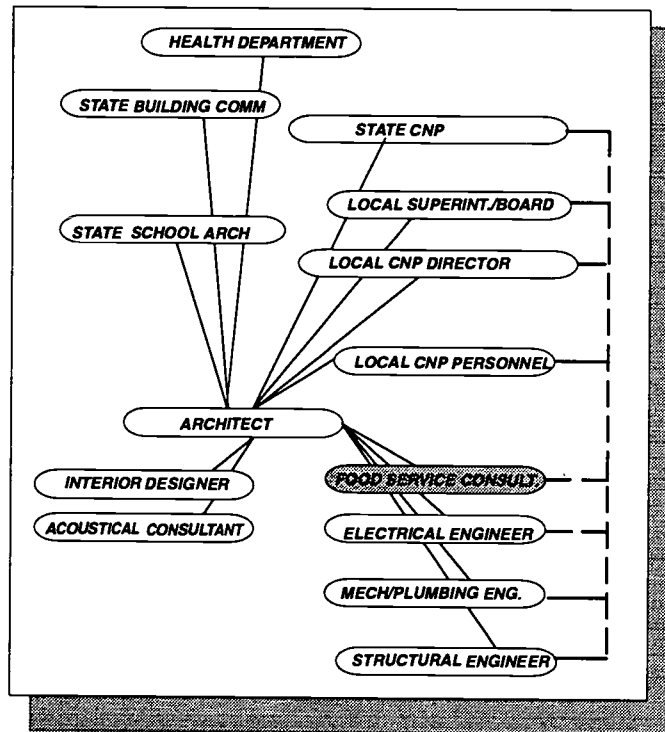 HEALTH DEPARTMENT
STATE BUILDING COMM
STATE CNP
LOCAL SUPERINT./BOARD
STATE SCHOOL ARCH
LOCAL CNP DIRECTOR
LOCAL CNP PERSONNEL
ARCHITECT
INTERIOR DESIGNER
FOOD SERVICE CONSULT.
ACOUSTICAL CONSULTANT
ELECTRICAL ENGINEER
MECH/PLUMBING ENG.
STRUCTURAL ENGINEER